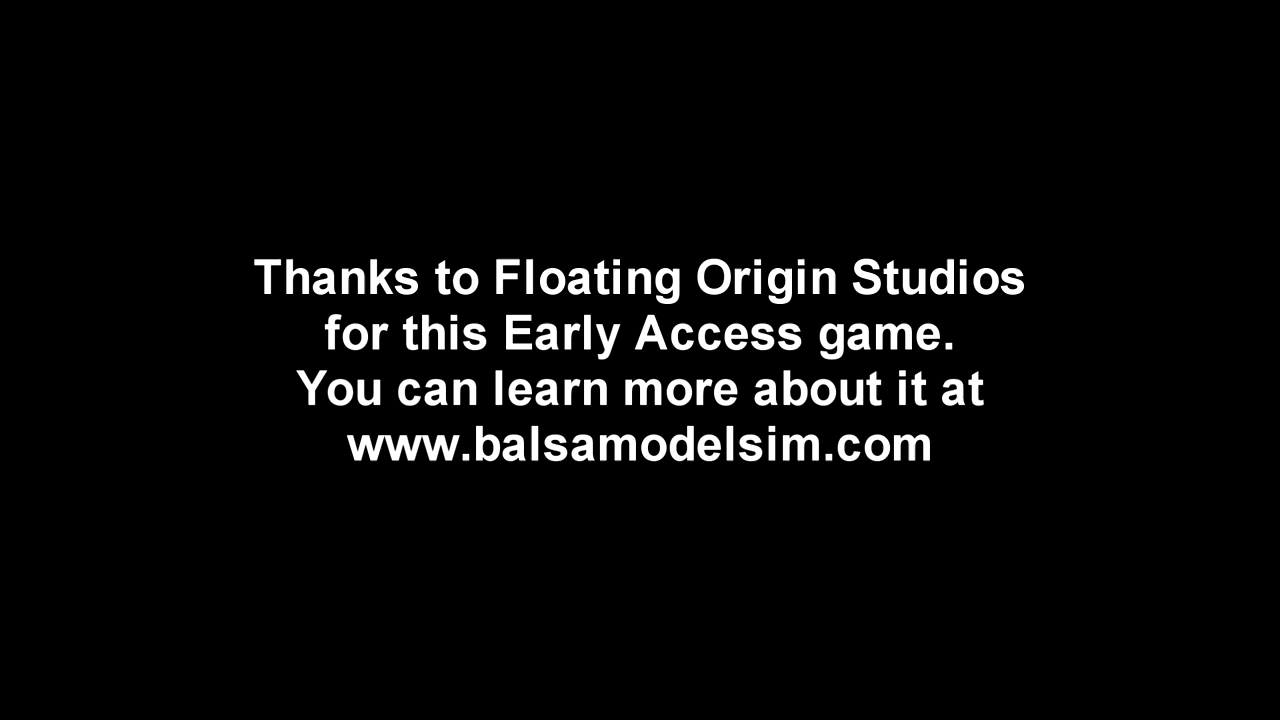 Thanks to Floating Origin Studios
for this Early Access game.
You can learn more about it at
www.balsamodelsim.com